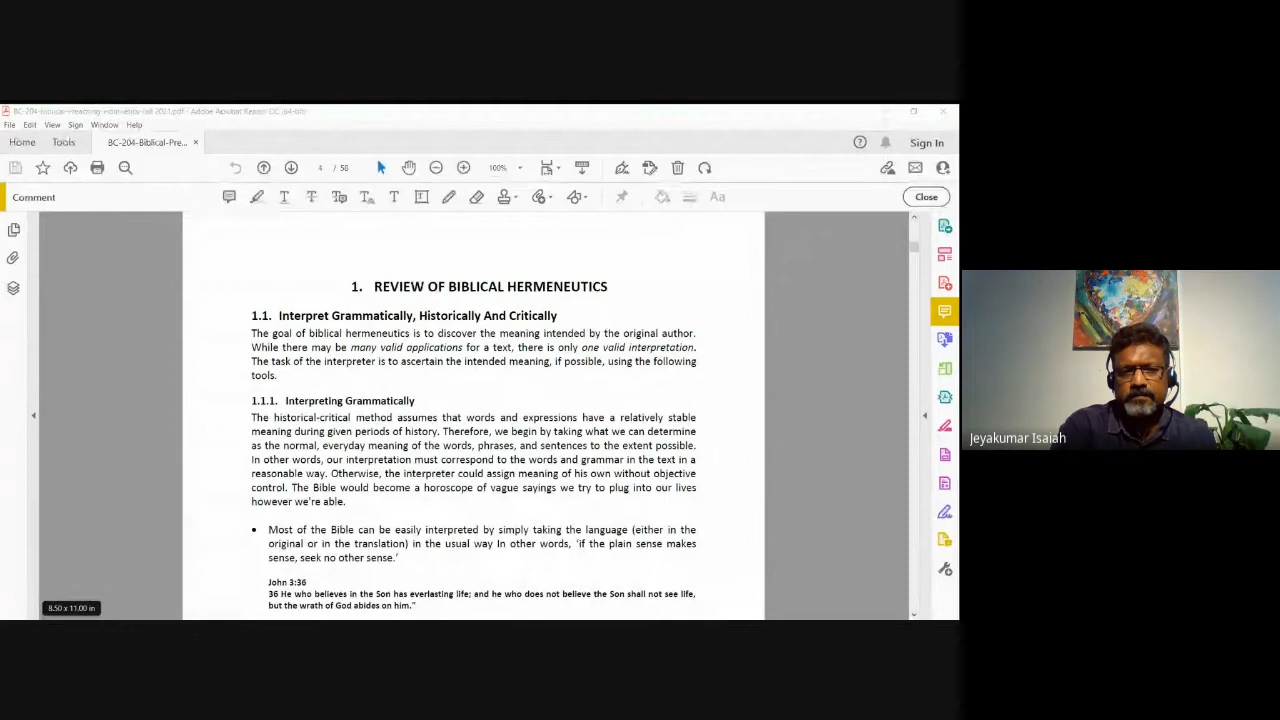 File Edit View Sign Window Help
Home Tools BC-204-Biblical-Pre... × Sign In
4 / 58 100%
Comment Aa Close
1. REVIEW OF BIBLICAL HERMENEUTICS
1.1. Interpret Grammatically, Historically And Critically
The goal of biblical hermeneutics is to discover the meaning intended by the original author.
While there may be many valid applications for a text, there is only one valid interpretation.
The task of the interpreter is to ascertain the intended meaning, if possible, using the following
tools.
1.1.1. Interpreting Grammatically
The historical-critical method assumes that words and expressions have a relatively stable
meaning during given periods of history. Therefore, we begin by taking what we can determine
as the normal, everyday meaning of the words, phrases, and sentences to the extent possible.
In other words, our interpretation must correspond to the words and grammar in the text in a
reasonable way. Otherwise, the interpreter could assign meaning of his own without objective
control. The Bible would become a horoscope of vague sayings we try to plug into our lives
however we're able.
• Most of the Bible can be easily interpreted by simply taking the language (either in the
original or in the translation) in the usual way In other words, 'if the plain sense makes
sense, seek no other sense.'
John 3:36
36 He who believes in the Son has everlasting life; and he who does not believe the Son shall not see life,
but the wrath of God abides on him."
8.50 x 11.00 in
Jeyakumar Isaiah